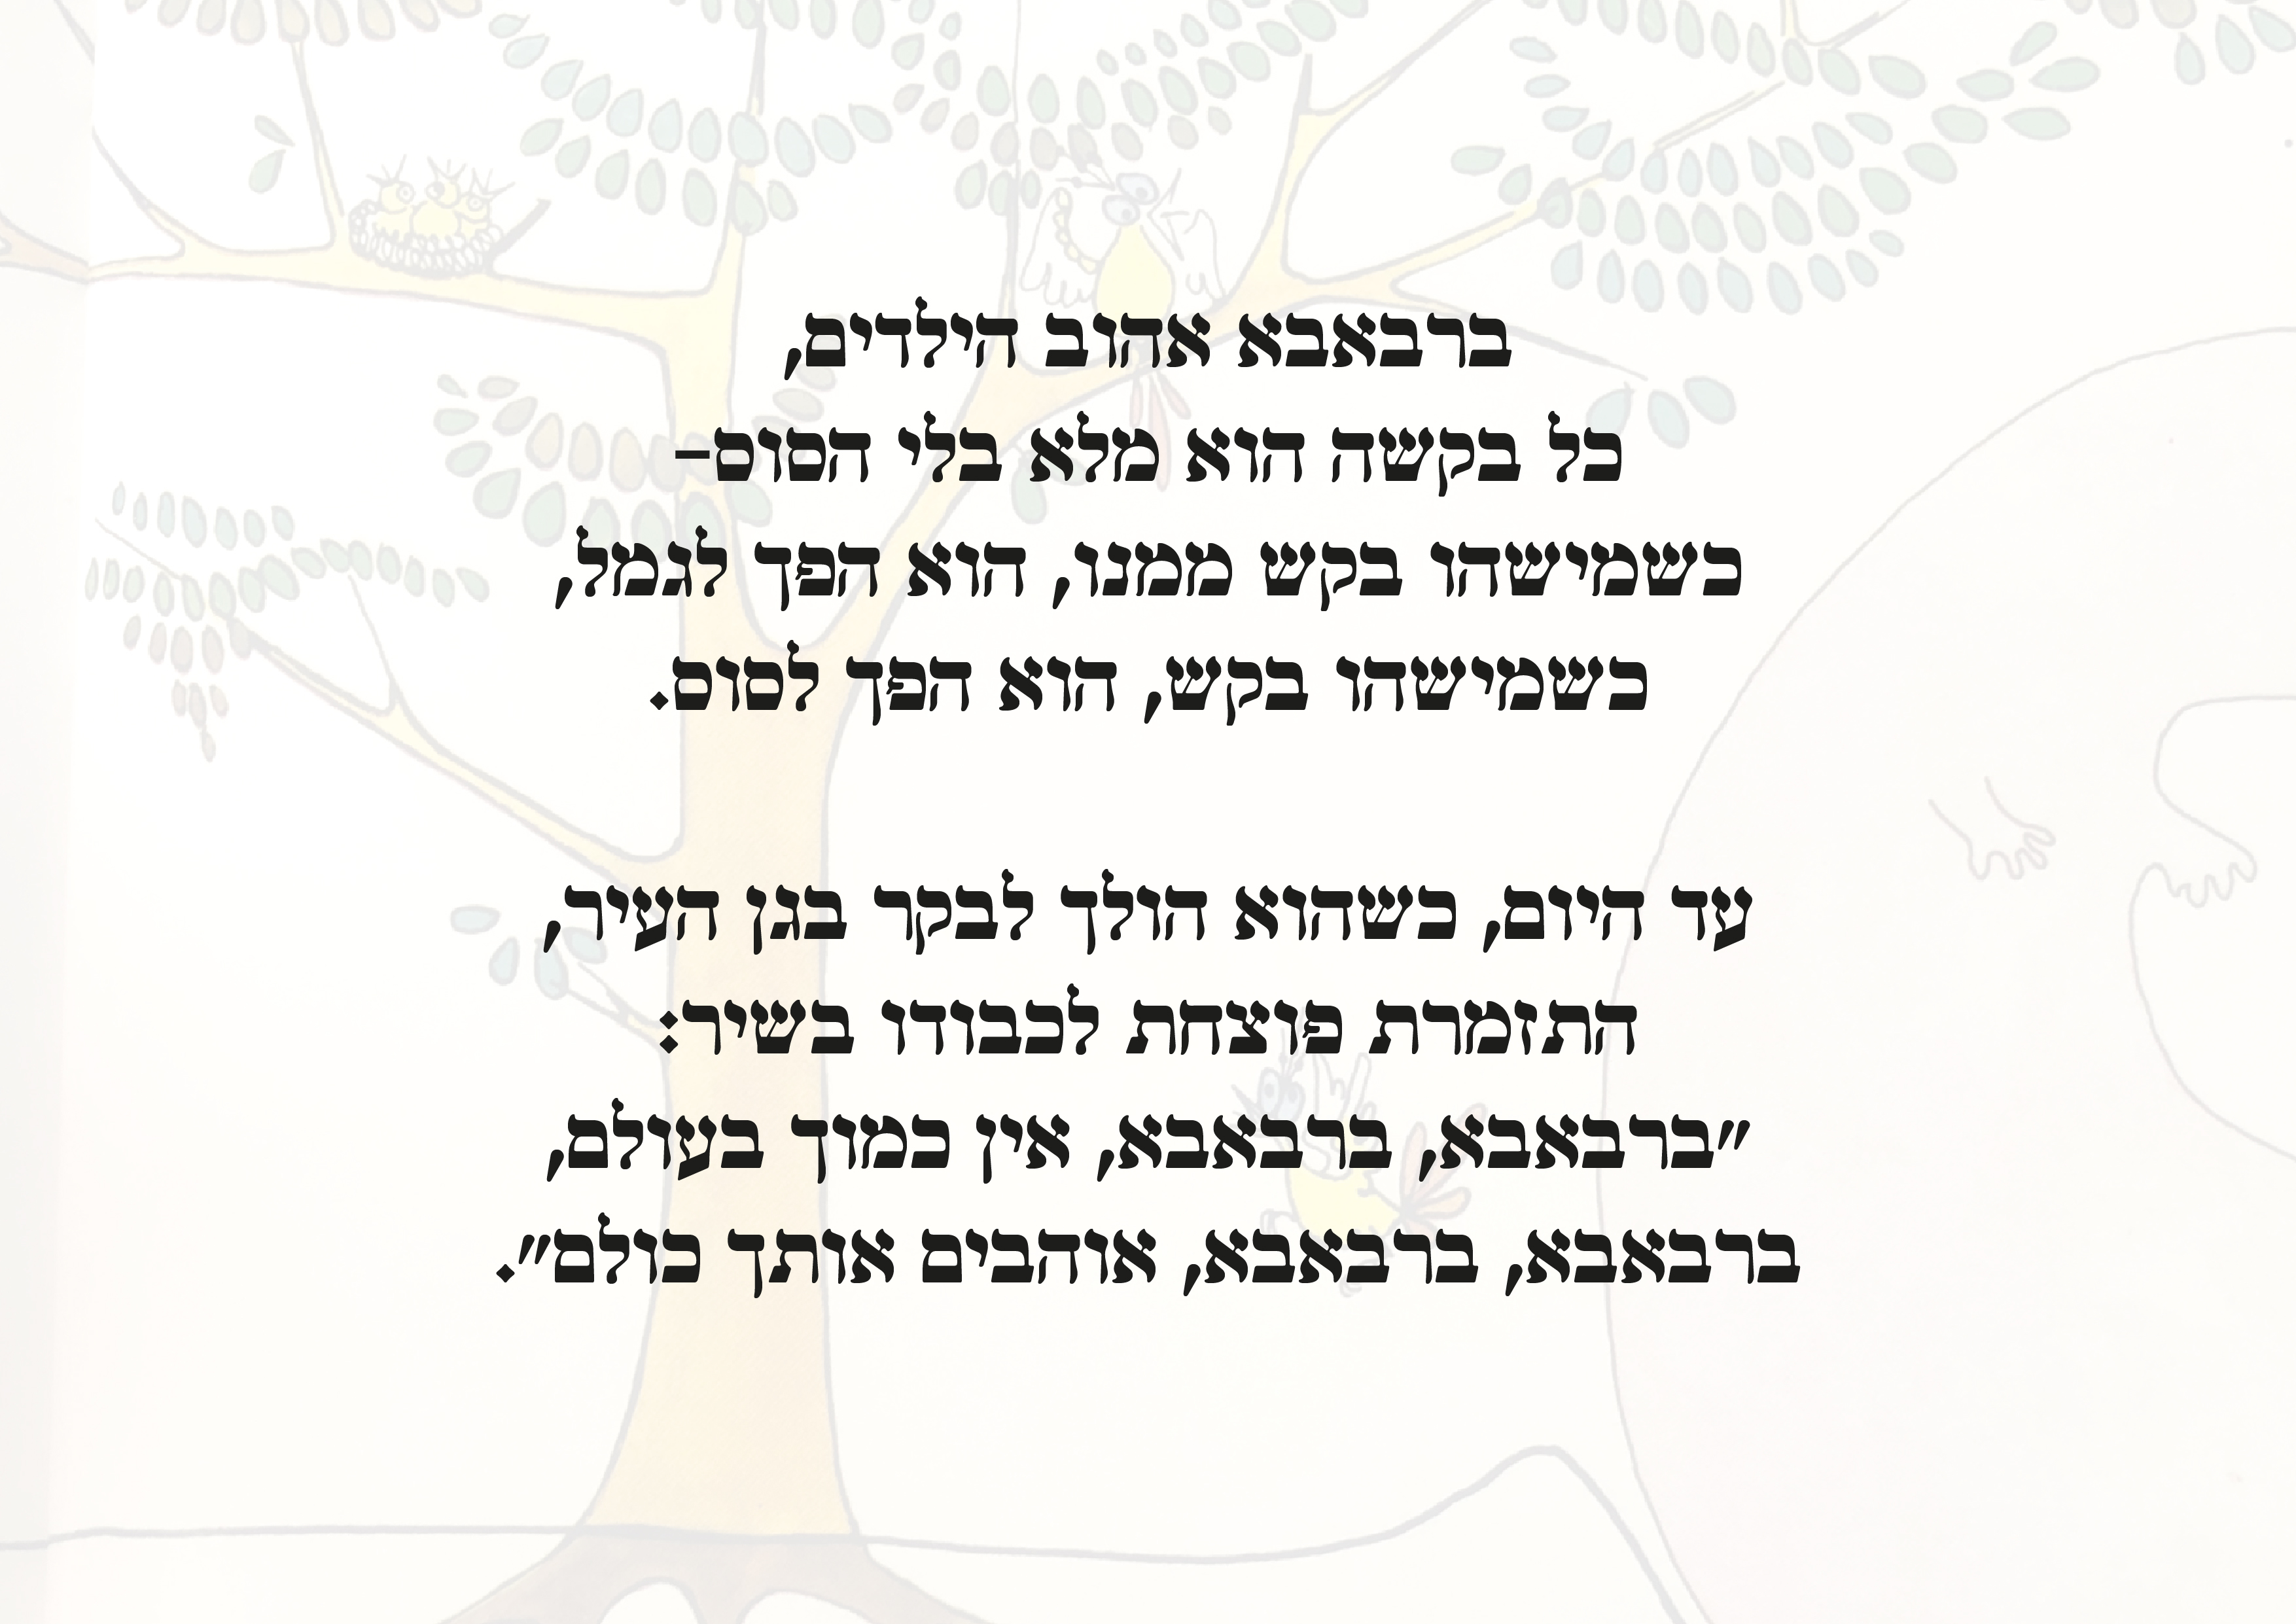 ברבאבא אהוב הילדים,
כל בקשה הוא מלא בלי הסוס–
כשמישהו בקש ממנו, הוא הפך לגמל,
כשמישהו בקש, הוא הפך לסוס.
עד היום, כשהוא הולך לבקר בגן העיר,
התזמרת פוצחת לכבודו בשיר:
"ברבאבא, ברבאבא, אין כמוך בעולם,
ברבאבא, ברבאבא, אוהבים אותך כולם".